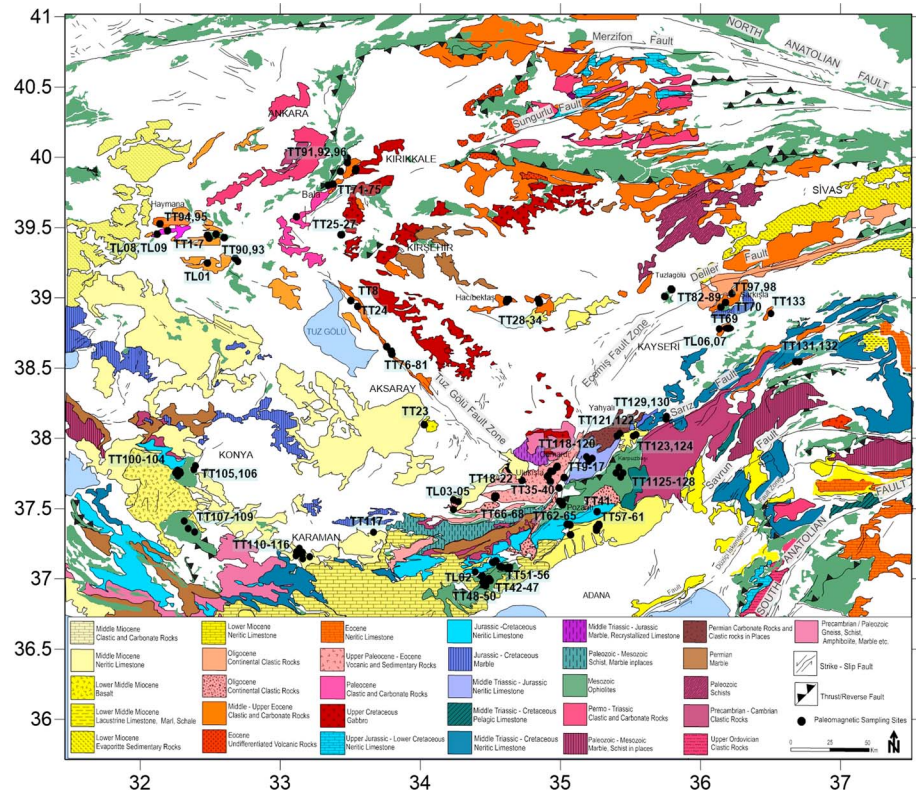 41
40.5
40
39.5
39
38.5
38
37.5
37
36.5
36
32
33
34
35
36
37
NORTH
ANATOLIAN
FAULT
Merzifon Fault
Sungurlu Fault
ANKARA
TT91,92,96
KIRIKKALE
Bala
TT71-75
SİVAS
Haymana
TT94,95
TT25-27
TL08,TL09
TT1-7
TT90,93
KIRŞEHİR
TL01
Tuzlagölü
Deliler Fault
TT8
Hacıbektaş
TT82-89
TT97,98
Şarkışla
TT133
TT24
TT28-34
TT70
TT69
TUZ GÖLÜ
TL06,07
KAYSERİ
TT131,132
Ecemiş Fault Zone
TT76-81
AKSARAY
Tuz Gölü Fault Zone
TT23
TT129,130
Sarız Fault
Yahyalı
TT121,122
KONYA
TT118-120
TT123,124
TT100-104
TT9-17
TT105,106
TT18-22
Ulukışla
Savrun Fault
TL03-05
TT35-40
TT1125-128
TT41
TT107-109
TT66-68
TT62-65
Pozantı
TT57-61
TT117
FAULT
TT110-116
KARAMAN
ANATOLIAN
TL02
TT51-56
TT42-47
TT48-50
ADANA
Fault
SOUTH
Middle Miocene
Clastic and Carbonate Rocks
Middle Miocene
Neritic Limestone
Lower Middle Miocene
Basalt
Lower Middle Miocene
Lacustrine Limestone, Marl, Schale
Lower Miocene
Evaporitte Sedimentary Rocks
Lower Miocene
Neritic Limestone
Oligocene
Continental Clastic Rocks
Oligocene
Continental Clastic Rocks
Middle - Upper Eocene
Clastic and Carbonate Rocks
Eocene
Undifferentiated Volcanic Rocks
Eocene
Neritic Limestone
Upper Paleocene - Eocene
Volcanic and Sedimentary Rocks
Paleocene
Clastic and Carbonate Rocks
Upper Cretaceous
Gabbro
Upper Jurassic - Lower Cretaceous
Neritic Limestone
Jurassic -Cretaceous
Neritic Limestone
Jurassic - Cretaceous
Marble
Middle Triassic - Jurassic
Neritic Limestone
Middle Triassic - Cretaceous
Pelagic Limestone
Middle Triassic - Cretaceous
Neritic Limestone
Middle Triassic - Jurassic
Marble, Recrystallized Limestone
Paleozoic - Mesozoic
Schist, Marble inplaces
Mesozoic
Ophiolites
Permo - Triassic
Clastic and Carbonate Rocks
Paleozoic - Mesozoic
Marble, Schist in places
Permian Carbonate Rocks and
Clastic rocks in Places
Permian
Marble
Paleozoic
Schists
Precambrian - Cambrian
Clastic Rocks
Upper Ordovician
Clastic Rocks
Precambrian / Paleozoic
Gneiss, Schist,
Amphibolite, Marble etc.
Strike - Slip Fault
Thrust/Reverse Fault
Paleomagnetic Sampling Sites
0
25
50
Km
N